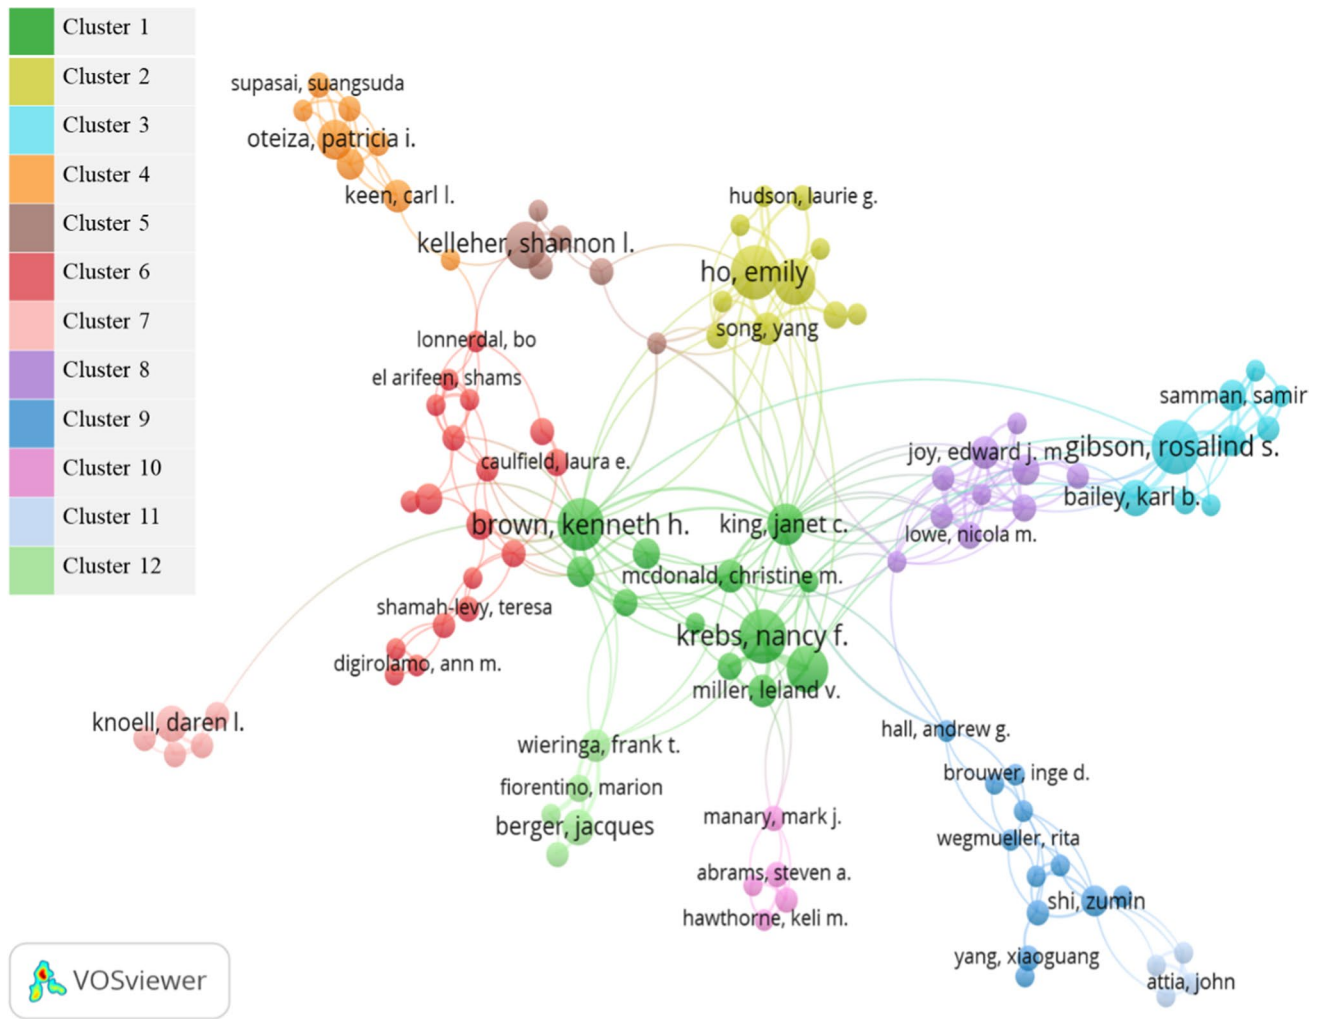 Cluster 1
Cluster 2
Cluster 3
Cluster 4
Cluster 5
Cluster 6
Cluster 7
Cluster 8
Cluster 9
Cluster 10
Cluster 11
Cluster 12
supasai, suangsuda
oteiza, patricia i.
keen, carl l.
kelleher, shannon l.
hudson, laurie g.
ho, emily
song, yang
lonnerdal, bo
el arifeen, shams
caulfield, laura e.
samman, samir
joy, edward j. m.
gibson, rosalind s.
bailey, karl b.
lowe, nicola m.
brown, kenneth h.
king, janet c.
mcdonald, christine m.
shamah-levy, teresa
krebs, nancy f.
digirolamo, ann m.
miller, leland v.
knoell, daren l.
wieringa, frank t.
hall, andrew g.
fiorentino, marion
brouwer, inge d.
berger, jacques
manary, mark j.
wegmueller, rita
abrams, steven a.
shi, zumin
hawthorne, keli m.
yang, xiaoguang
attia, john
VOSviewer